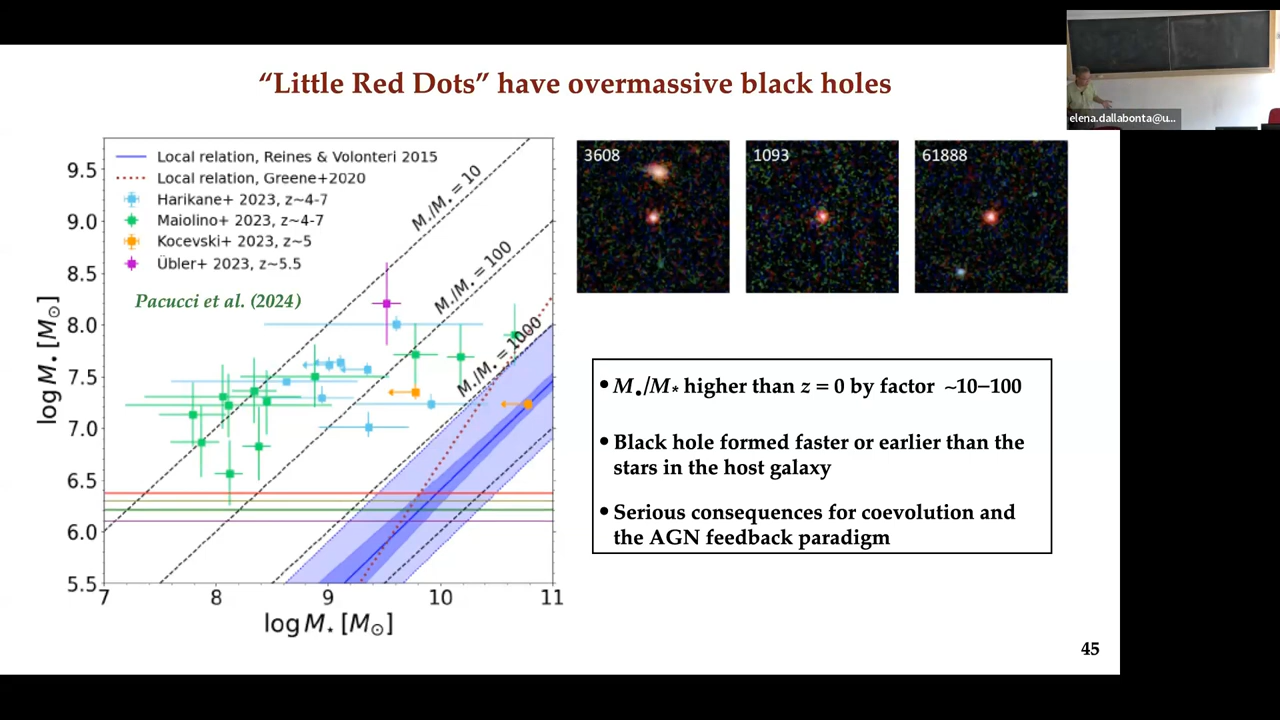 “Little Red Dots” have overmassive black holes
elena.dallabonta@u...
Local relation, Reines & Volonteri 2015
Local relation, Greene+2020
Harikane+ 2023, z~4-7
Maiolino+ 2023, z~4-7
Kocevski+ 2023, z~5
Übler+ 2023, z~5.5
Pacucci et al. (2024)
M⋆/M• = 10
M⋆/M• = 100
M⋆/M• = 1000
log M• [M⊙]
9.5
9.0
8.5
8.0
7.5
7.0
6.5
6.0
5.5
7 8 9 10 11
log M⋆ [M⊙]
3608
1093
61888
• M•/M* higher than z = 0 by factor ~10–100
• Black hole formed faster or earlier than the
stars in the host galaxy
• Serious consequences for coevolution and
the AGN feedback paradigm
45